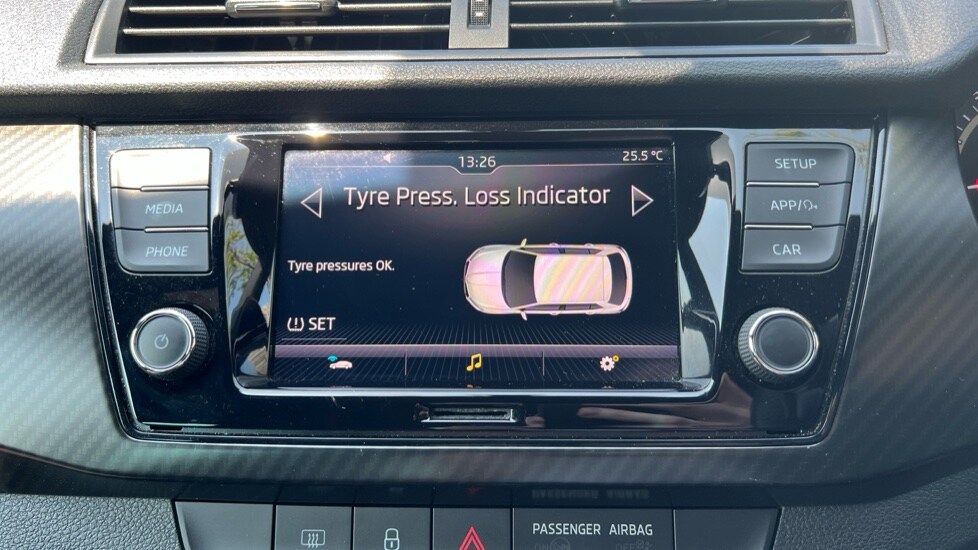 13:26
25.5 °C
Tyre Press. Loss Indicator
Tyre pressures OK.
SET
MEDIA
PHONE
SETUP
APP/
CAR
PASSENGER AIRBAG